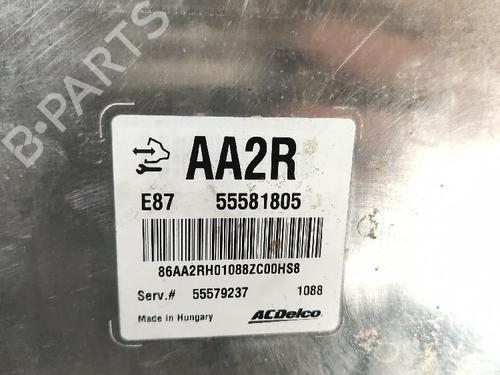 B-PARTS
AA2R
E87 55581805
86AA2RH01088ZC00HS8
Serv.# 55579237 1088
Made in Hungary ACDelco